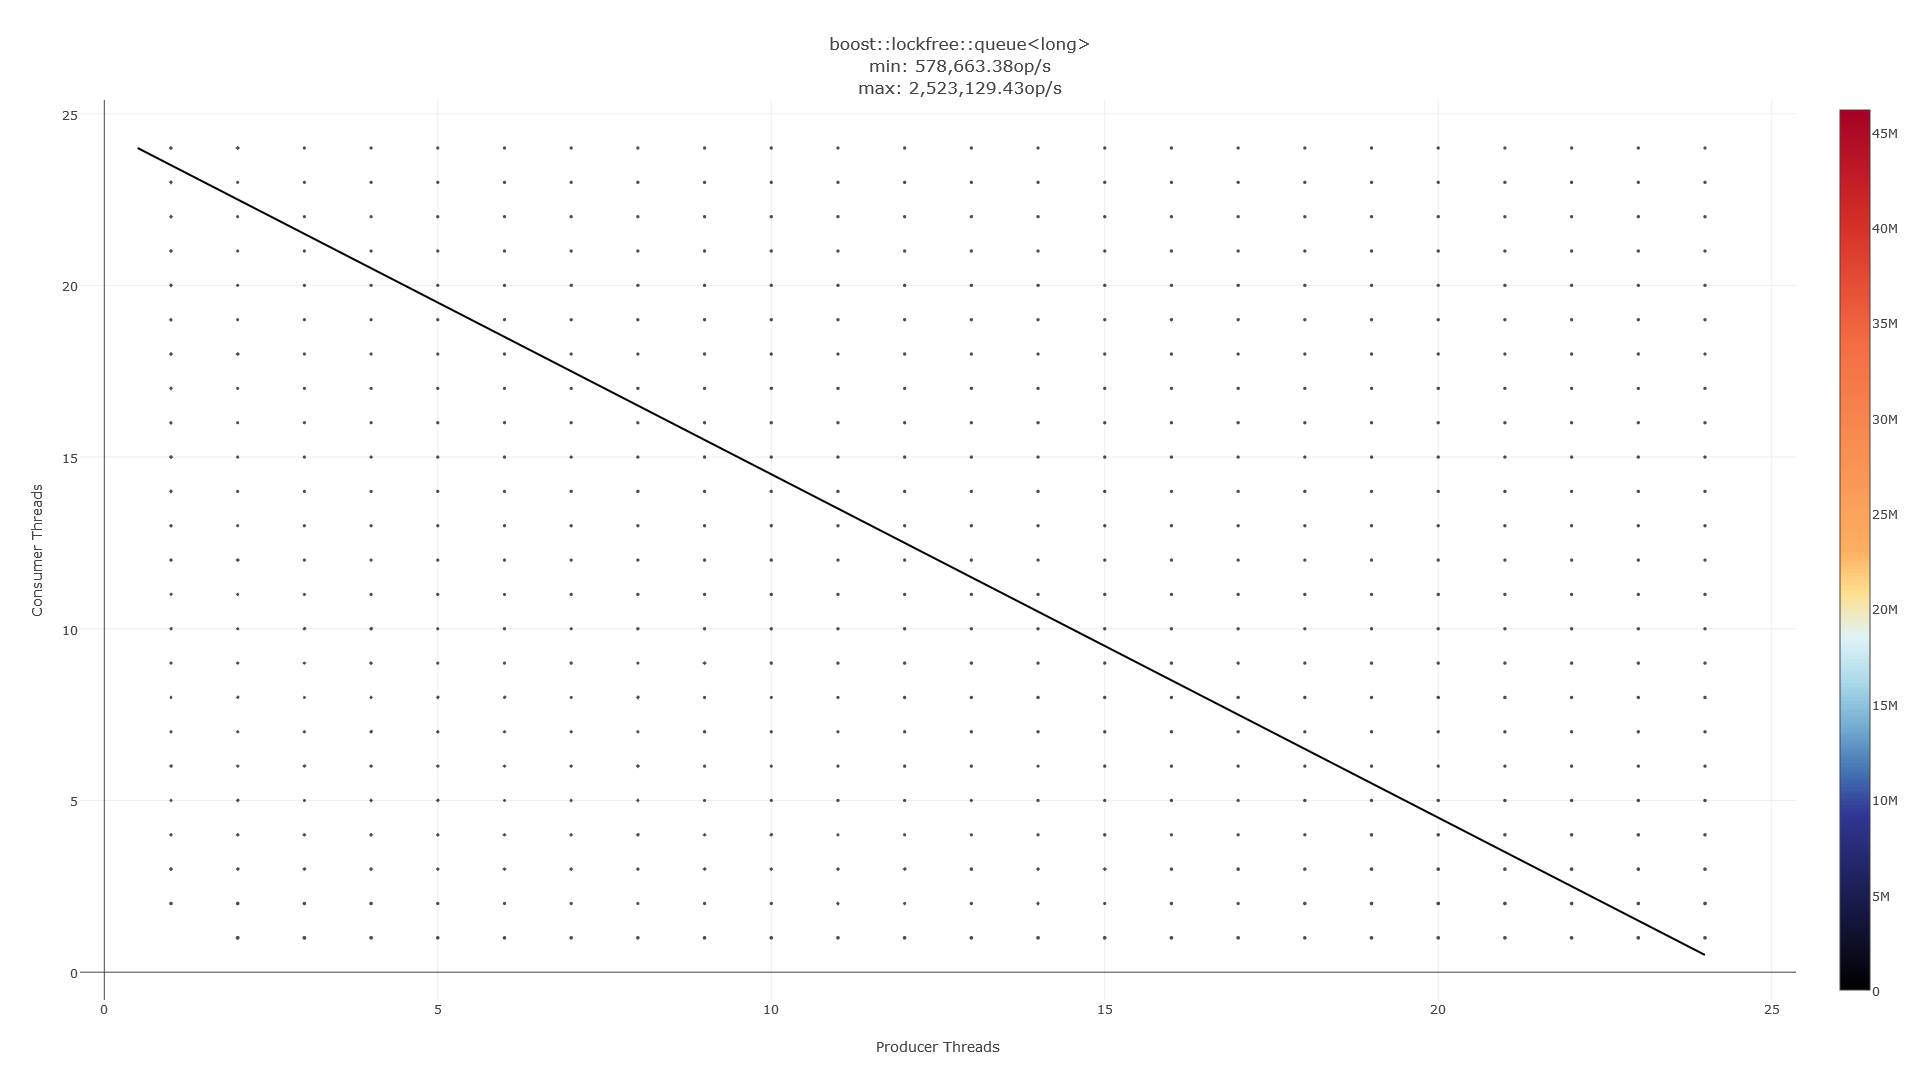 boost::lockfree::queue<long>
min: 578,663.38op/s
max: 2,523,129.43op/s
25
20
15
10
5
0
Consumer Threads
0
5
10
15
20
25
Producer Threads
45M
40M
35M
30M
25M
20M
15M
10M
5M
0